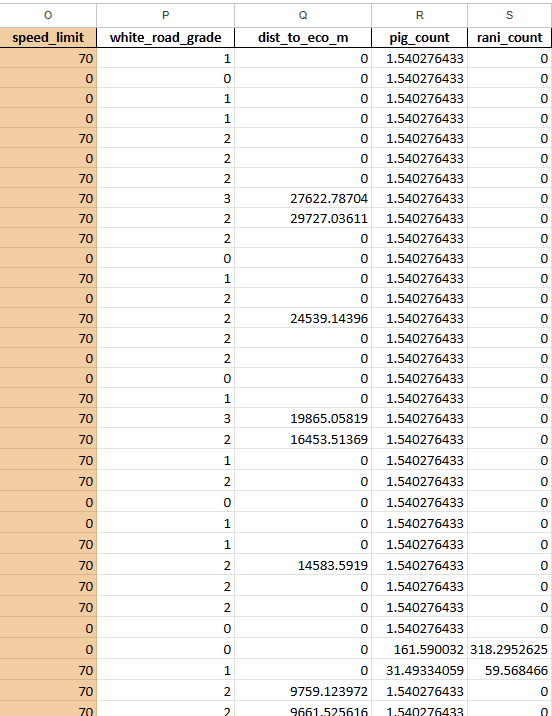 O P Q R S
speed_limit white_road_grade dist_to_eco_m pig_count rani_count
70 1 0 1.540276433 0
0 0 0 1.540276433 0
0 1 0 1.540276433 0
0 1 0 1.540276433 0
70 2 0 1.540276433 0
0 2 0 1.540276433 0
70 2 0 1.540276433 0
70 3 27622.78704 1.540276433 0
70 2 29727.03611 1.540276433 0
70 2 0 1.540276433 0
0 0 0 1.540276433 0
70 1 0 1.540276433 0
0 2 0 1.540276433 0
70 2 24539.14396 1.540276433 0
70 2 0 1.540276433 0
0 2 0 1.540276433 0
0 0 0 1.540276433 0
70 1 0 1.540276433 0
70 3 19865.05819 1.540276433 0
70 2 16453.51369 1.540276433 0
70 1 0 1.540276433 0
70 2 0 1.540276433 0
0 0 0 1.540276433 0
0 1 0 1.540276433 0
70 1 0 1.540276433 0
70 2 14583.5919 1.540276433 0
70 2 0 1.540276433 0
70 2 0 1.540276433 0
0 0 0 1.540276433 0
0 0 0 161.590032 318.2952625
70 1 0 31.49334059 59.568466
70 2 9759.123972 1.540276433 0
70 2 9661.525616 1.540276433 0